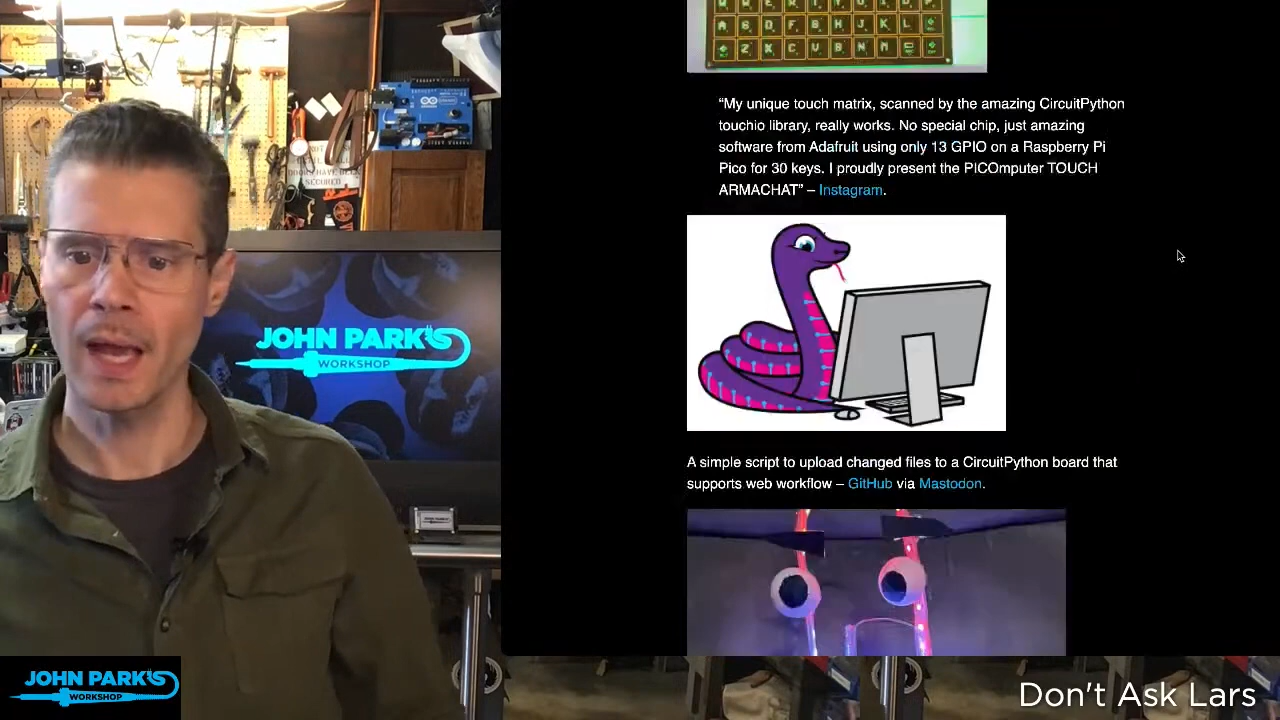 A S D F G H J K L
Z X C V B N M
“My unique touch matrix, scanned by the amazing CircuitPython
touchio library, really works. No special chip, just amazing
software from Adafruit using only 13 GPIO on a Raspberry Pi
Pico for 30 keys. I proudly present the PICOmputer TOUCH
ARMACHAT” – Instagram.
JOHN PARK'S
WORKSHOP
A simple script to upload changed files to a CircuitPython board that
supports web workflow – GitHub via Mastodon.
JOHN PARK'S
WORKSHOP
Don't Ask Lars